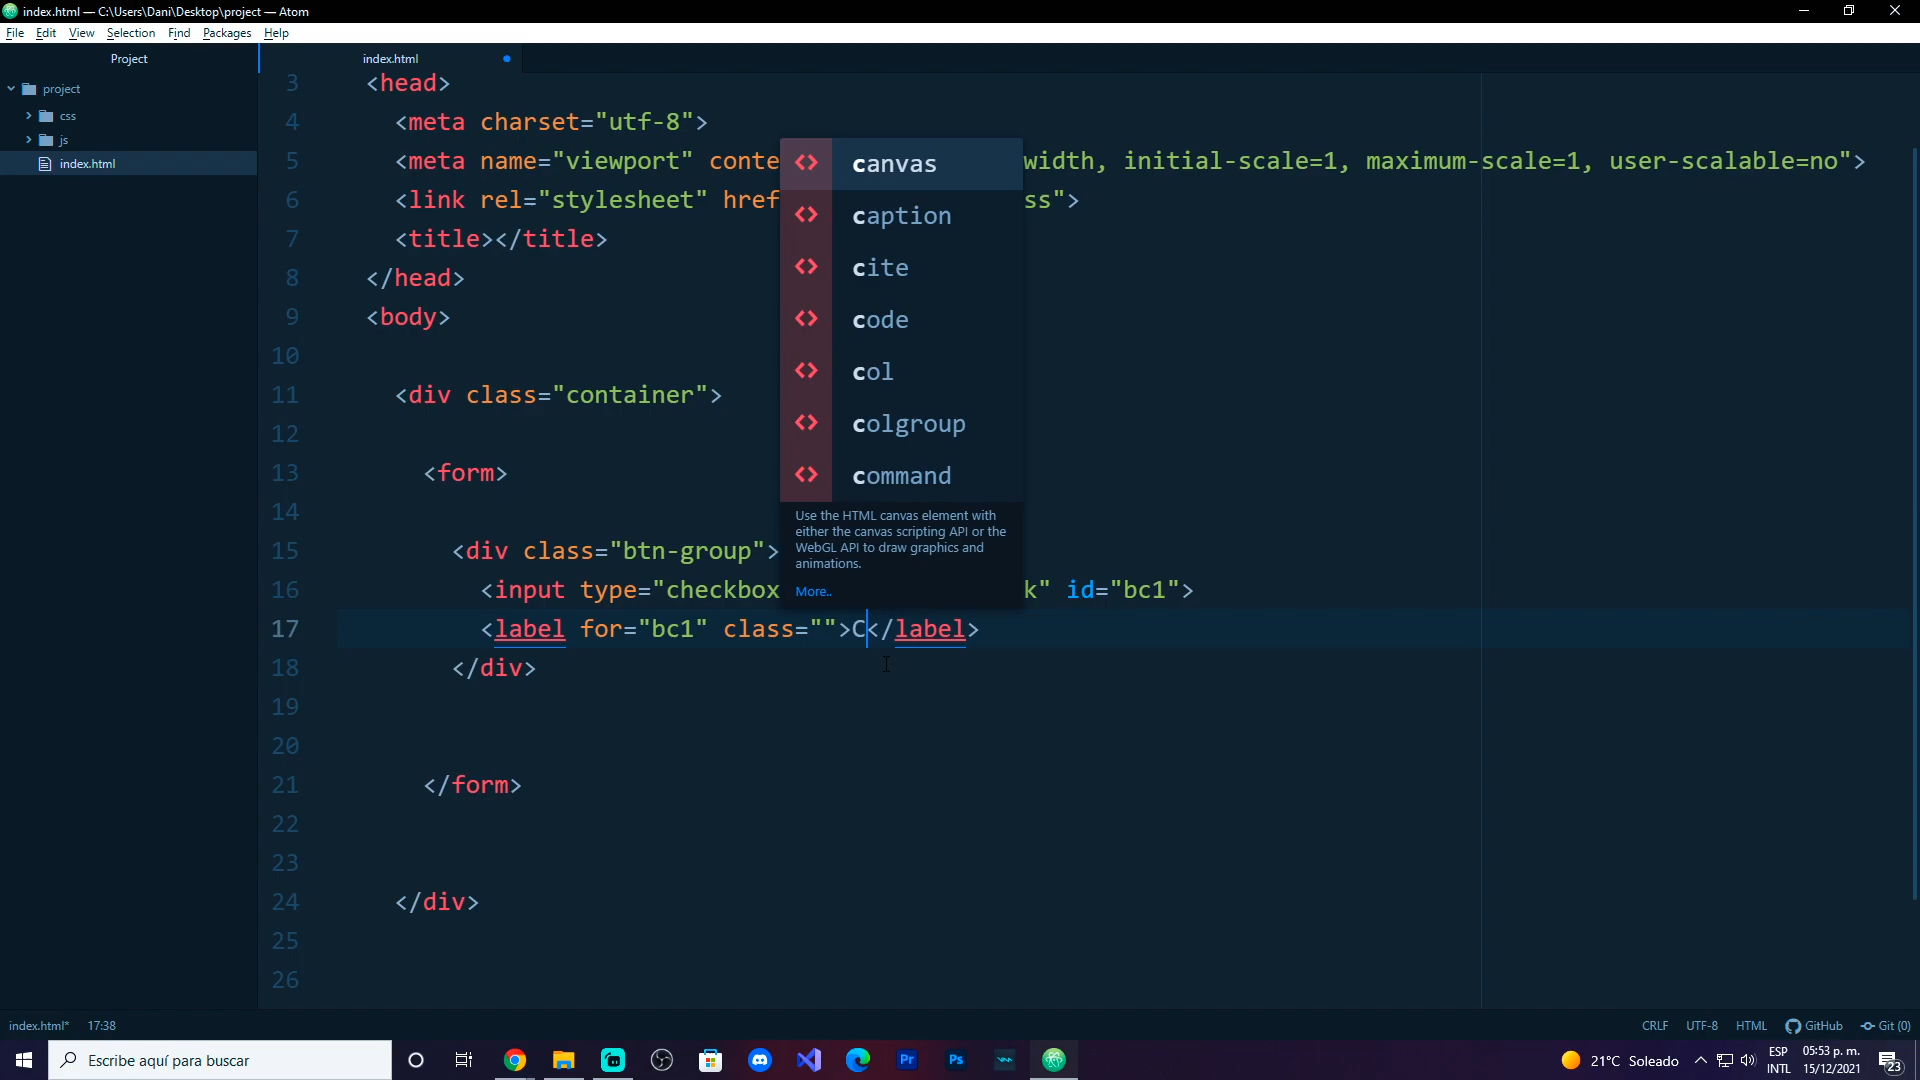 index.html — C:\Users\Dani\Desktop\project — Atom
File Edit View Selection Find Packages Help
Project
project
css
js
index.html
index.html
3 <head>
4 <meta charset="utf-8">
5 <meta name="viewport" conte width, initial-scale=1, maximum-scale=1, user-scalable=no">
6 <link rel="stylesheet" href ss">
7 <title></title>
8 </head>
9 <body>
10
11 <div class="container">
12
13 <form>
14
15 <div class="btn-group">
16 <input type="checkbox k" id="bc1">
17 <label for="bc1" class="">C</label>
18 </div>
19
20
21 </form>
22
23
24 </div>
25
26
<> canvas
<> caption
<> cite
<> code
<> col
<> colgroup
<> command
Use the HTML canvas element with
either the canvas scripting API or the
WebGL API to draw graphics and
animations.
More..
index.html* 17:38
CRLF UTF-8 HTML GitHub Git (0)
Escribe aquí para buscar
Pr
Ps
21°C Soleado
ESP
INTL
05:53 p. m.
15/12/2021
23